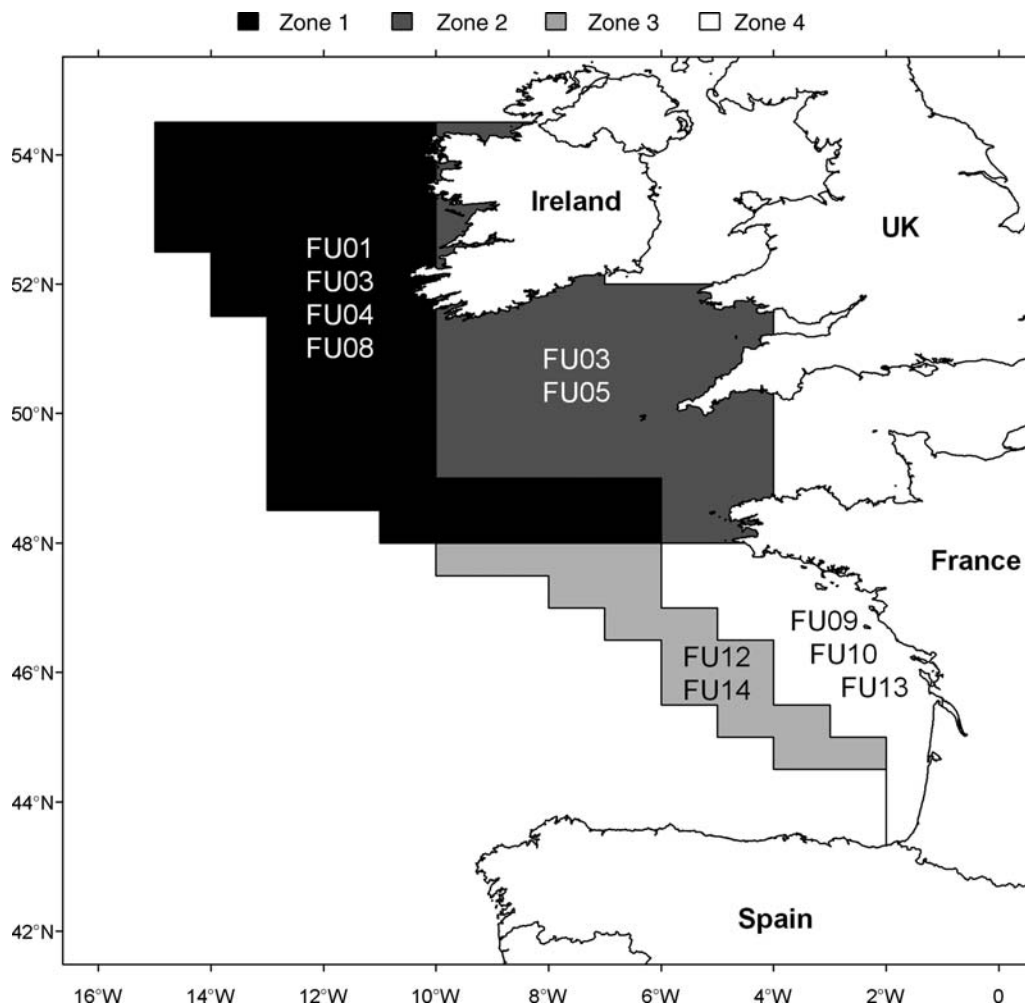 Zone 1 Zone 2 Zone 3 Zone 4
54°N
Ireland
UK
FU01
FU03
FU04
FU08
52°N
FU03
FU05
50°N
48°N
France
FU09
FU10
FU13
FU12
FU14
46°N
44°N
Spain
42°N
16°W 14°W 12°W 10°W 8°W 6°W 4°W 2°W 0